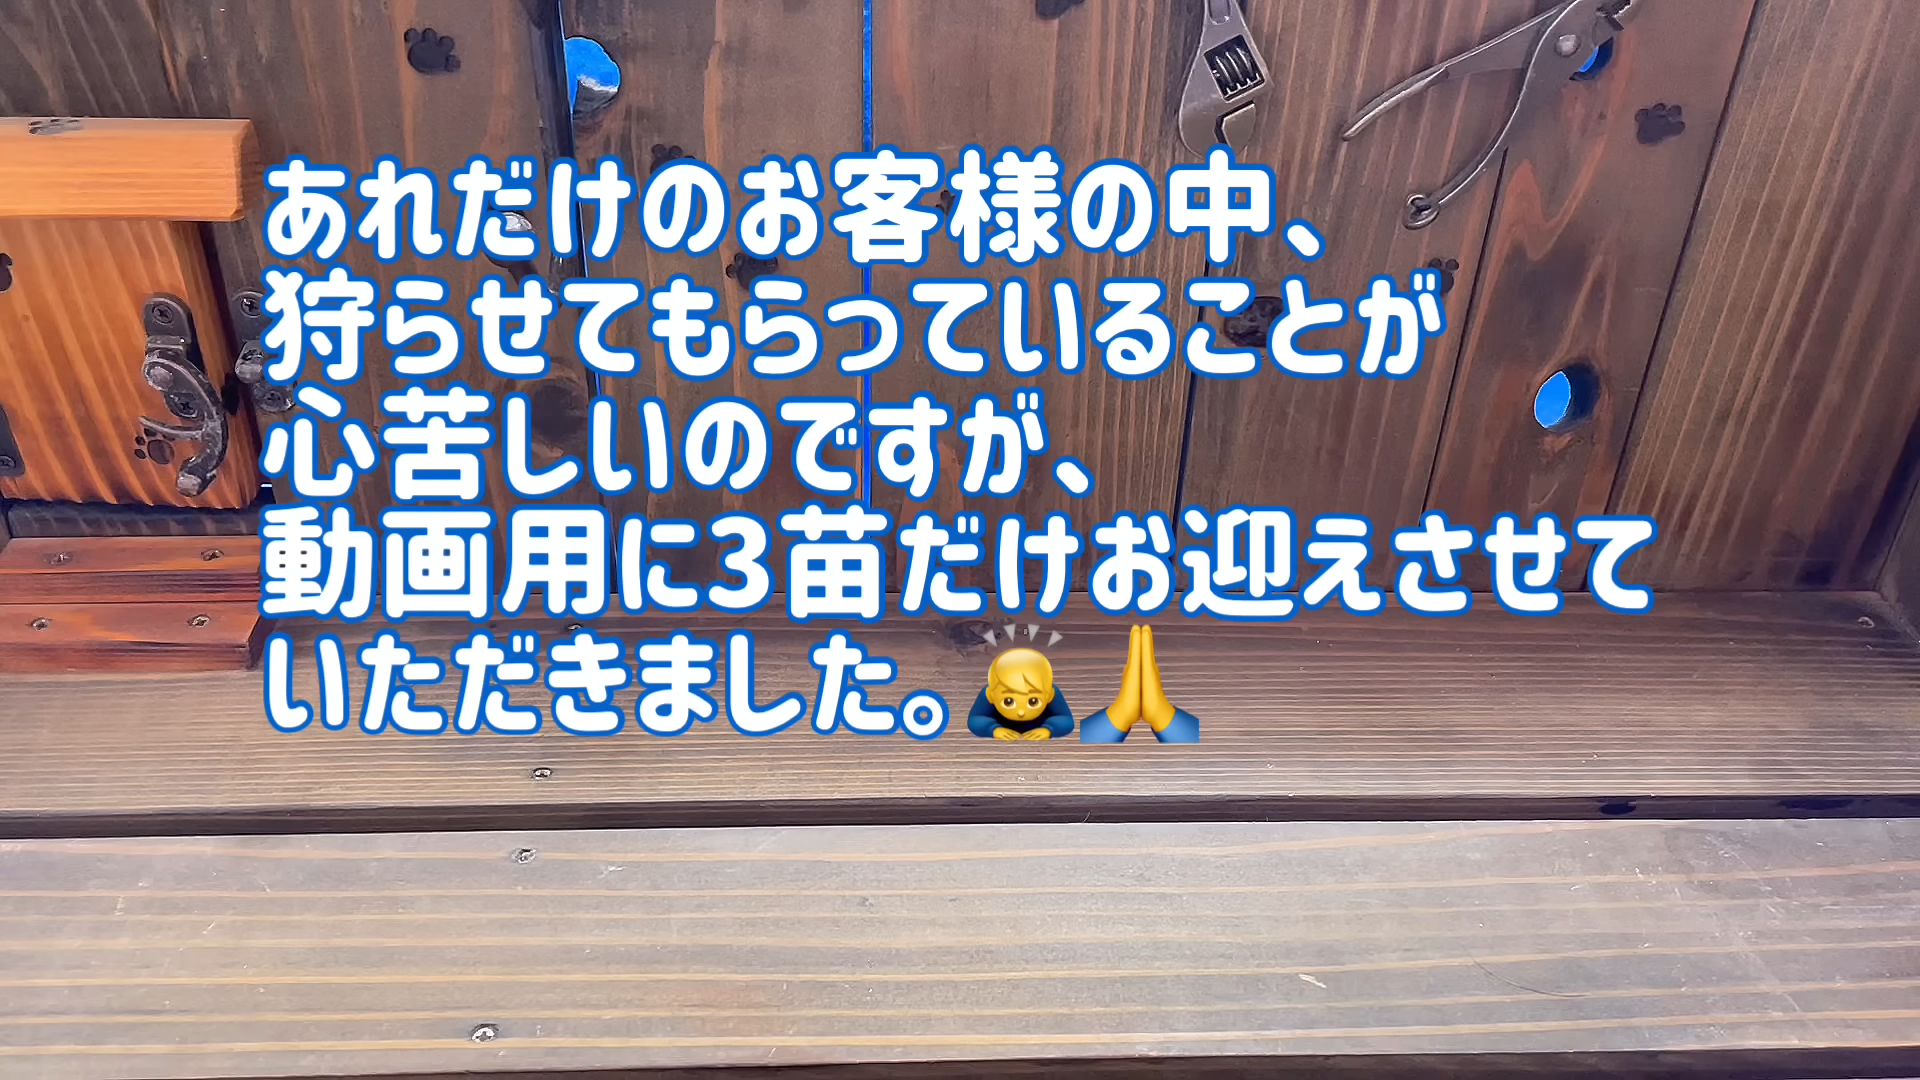 あれだけのお客様の中、
狩らせてもらっていることが
心苦しいのですが、
動画用に3苗だけお迎えさせて
いただきました。🙇🙏